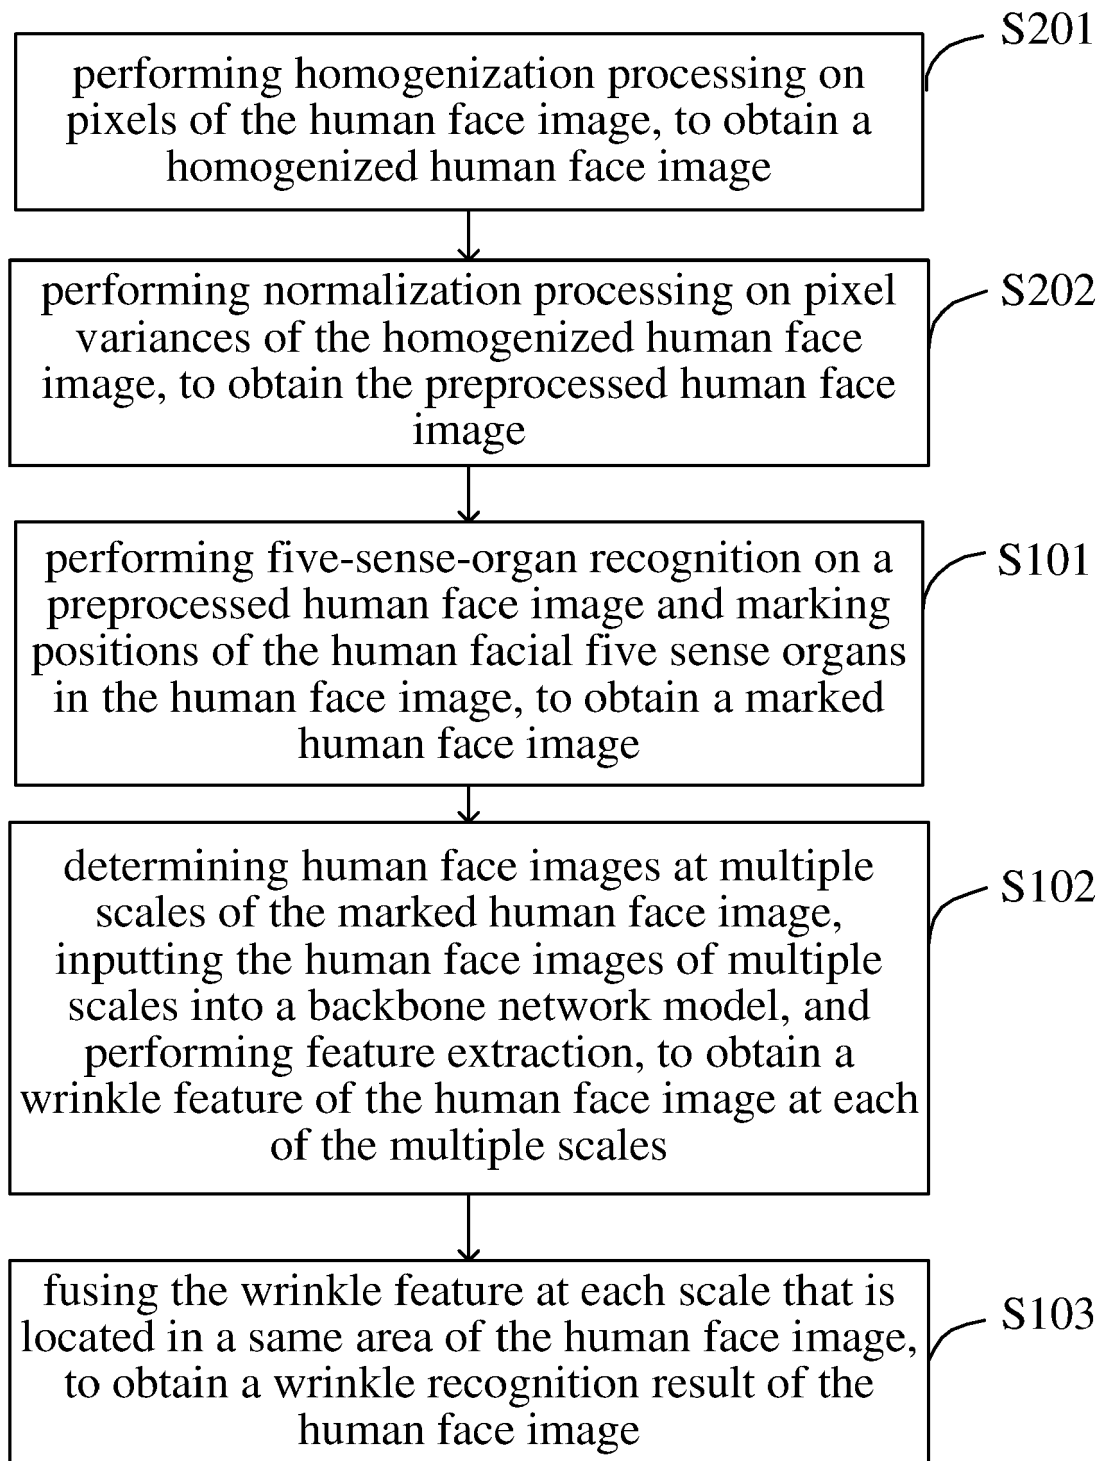 S201
performing homogenization processing on
pixels of the human face image, to obtain a
homogenized human face image
S202
performing normalization processing on pixel
variances of the homogenized human face
image, to obtain the preprocessed human face
image
S101
performing five-sense-organ recognition on a
preprocessed human face image and marking
positions of the human facial five sense organs
in the human face image, to obtain a marked
human face image
S102
determining human face images at multiple
scales of the marked human face image,
inputting the human face images of multiple
scales into a backbone network model, and
performing feature extraction, to obtain a
wrinkle feature of the human face image at each
of the multiple scales
S103
fusing the wrinkle feature at each scale that is
located in a same area of the human face image,
to obtain a wrinkle recognition result of the
human face image